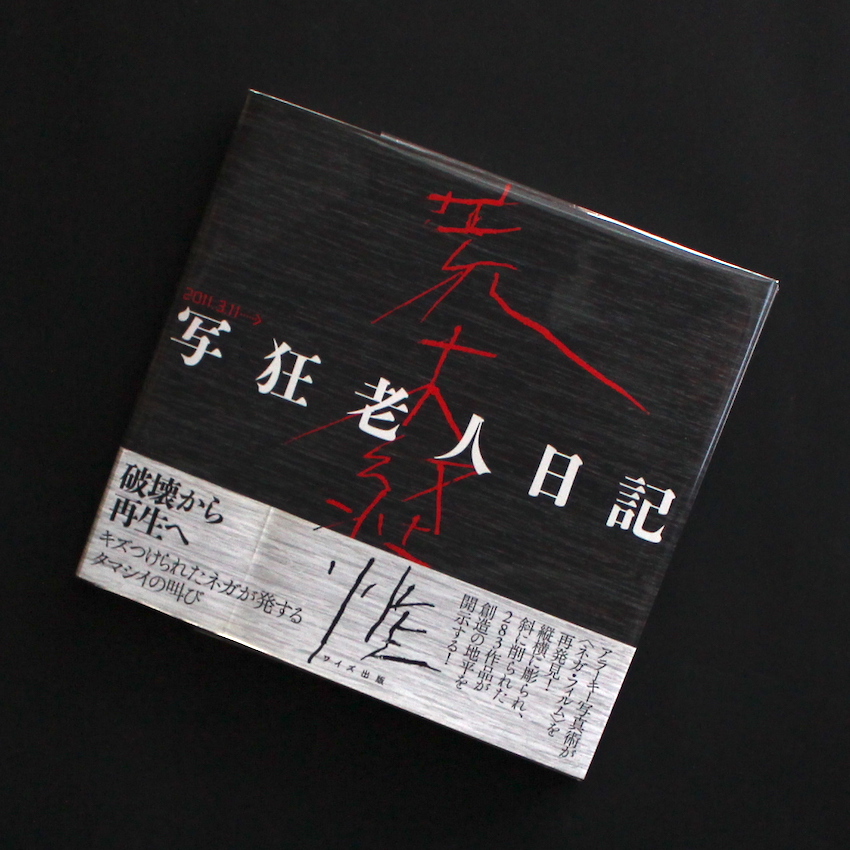 荒木経惟
2011.3.11→
写狂老人日記
破壊から
再生へ
キズつけられたネガが発する
タマシイの叫び
アラーキー写真術が
〈ネガ・フィルム〉を
再発見！
縦横に彫られ、
斜に削られた
283作品が
創造の地平を
開示する！
ワイズ出版